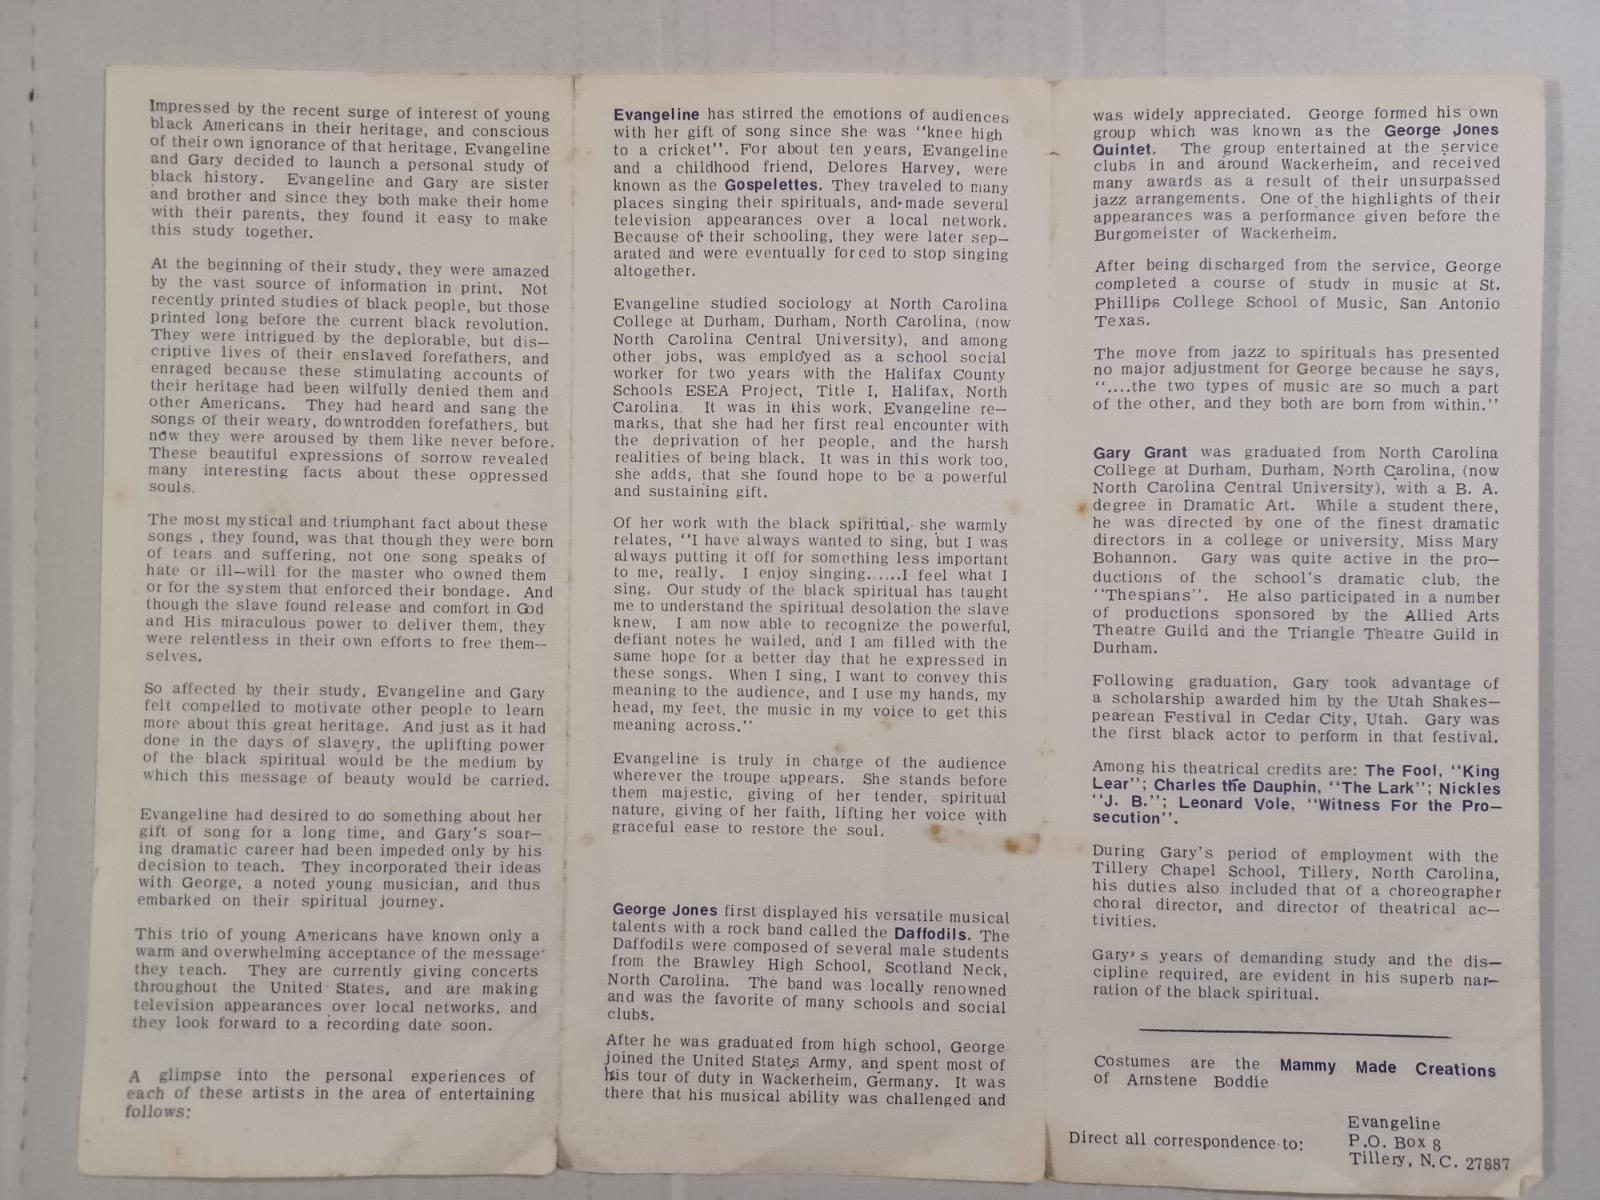 Impressed by the recent surge of interest of young
black Americans in their heritage, and conscious
of their own ignorance of that heritage, Evangeline
and Gary decided to launch a personal study of
black history. Evangeline and Gary are sister
and brother and since they both make their home
with their parents, they found it easy to make
this study together.
At the beginning of their study, they were amazed
by the vast source of information in print. Not
recently printed studies of black people, but those
printed long before the current black revolution.
They were intrigued by the deplorable, but dis—
criptive lives of their enslaved forefathers, and
enraged because these stimulating accounts of
their heritage had been wilfully denied them and
other Americans. They had heard and sang the
songs of their weary, downtrodden forefathers, but
now they were aroused by them like never before.
These beautiful expressions of sorrow revealed
many interesting facts about these oppressed
souls.
The most mystical and triumphant fact about these
songs , they found, was that though they were born
of tears and suffering, not one song speaks of
hate or ill—will for the master who owned them
or for the system that enforced their bondage. And
though the slave found release and comfort in God
and His miraculous power to deliver them, they
were relentless in their own efforts to free them—
selves.
So affected by their study, Evangeline and Gary
felt compelled to motivate other people to learn
more about this great heritage. And just as it had
done in the days of slavery, the uplifting power
of the black spiritual would be the medium by
which this message of beauty would be carried.
Evangeline had desired to do something about her
gift of song for a long time, and Gary's soar—
ing dramatic career had been impeded only by his
decision to teach. They incorporated their ideas
with George, a noted young musician, and thus
embarked on their spiritual journey.
This trio of young Americans have known only a
warm and overwhelming acceptance of the message
they teach. They are currently giving concerts
throughout the United States, and are making
television appearances over local networks, and
they look forward to a recording date soon.
A glimpse into the personal experiences of
each of these artists in the area of entertaining
follows:
Evangeline has stirred the emotions of audiences
with her gift of song since she was "knee high
to a cricket". For about ten years, Evangeline
and a childhood friend, Delores Harvey, were
known as the Gospelettes. They traveled to many
places singing their spirituals, and made several
television appearances over a local network.
Because of their schooling, they were later sep—
arated and were eventually forced to stop singing
altogether.
Evangeline studied sociology at North Carolina
College at Durham, Durham, North Carolina, (now
North Carolina Central University), and among
other jobs, was employed as a school social
worker for two years with the Halifax County
Schools ESEA Project, Title I, Halifax, North
Carolina. It was in this work, Evangeline re—
marks, that she had her first real encounter with
the deprivation of her people, and the harsh
realities of being black. It was in this work too,
she adds, that she found hope to be a powerful
and sustaining gift.
Of her work with the black spiritual, she warmly
relates, "I have always wanted to sing, but I was
always putting it off for something less important
to me, really. I enjoy singing......I feel what I
sing. Our study of the black spiritual has taught
me to understand the spiritual desolation the slave
knew, I am now able to recognize the powerful,
defiant notes he wailed, and I am filled with the
same hope for a better day that he expressed in
these songs. When I sing, I want to convey this
meaning to the audience, and I use my hands, my
head, my feet, the music in my voice to get this
meaning across."
Evangeline is truly in charge of the audience
wherever the troupe appears. She stands before
them majestic, giving of her tender, spiritual
nature, giving of her faith, lifting her voice with
graceful ease to restore the soul.
George Jones first displayed his versatile musical
talents with a rock band called the Daffodils. The
Daffodils were composed of several male students
from the Brawley High School, Scotland Neck,
North Carolina. The band was locally renowned
and was the favorite of many schools and social
clubs.
After he was graduated from high school, George
joined the United States Army, and spent most of
his tour of duty in Wackerheim, Germany. It was
there that his musical ability was challenged and
was widely appreciated. George formed his own
group which was known as the George Jones
Quintet. The group entertained at the service
clubs in and around Wackerheim, and received
many awards as a result of their unsurpassed
jazz arrangements. One of the highlights of their
appearances was a performance given before the
Burgomeister of Wackerheim.
After being discharged from the service, George
completed a course of study in music at St.
Phillips College School of Music, San Antonio
Texas.
The move from jazz to spirituals has presented
no major adjustment for George because he says,
"....the two types of music are so much a part
of the other, and they both are born from within."
Gary Grant was graduated from North Carolina
College at Durham, Durham, North Carolina, (now
North Carolina Central University), with a B. A.
degree in Dramatic Art. While a student there,
he was directed by one of the finest dramatic
directors in a college or university, Miss Mary
Bohannon. Gary was quite active in the pro—
ductions of the school's dramatic club, the
"Thespians". He also participated in a number
of productions sponsored by the Allied Arts
Theatre Guild and the Triangle Theatre Guild in
Durham.
Following graduation, Gary took advantage of
a scholarship awarded him by the Utah Shakes—
pearean Festival in Cedar City, Utah. Gary was
the first black actor to perform in that festival.
Among his theatrical credits are: The Fool, "King
Lear"; Charles the Dauphin, "The Lark"; Nickles
"J. B."; Leonard Vole, "Witness For the Pro—
secution".
During Gary's period of employment with the
Tillery Chapel School, Tillery, North Carolina,
his duties also included that of a choreographer
choral director, and director of theatrical ac—
tivities.
Gary's years of demanding study and the dis—
cipline required, are evident in his superb nar—
ration of the black spiritual.
Costumes are the Mammy Made Creations
of Arnstene Boddie
Direct all correspondence to:
Evangeline
P.O. Box 8
Tillery, N.C. 27887